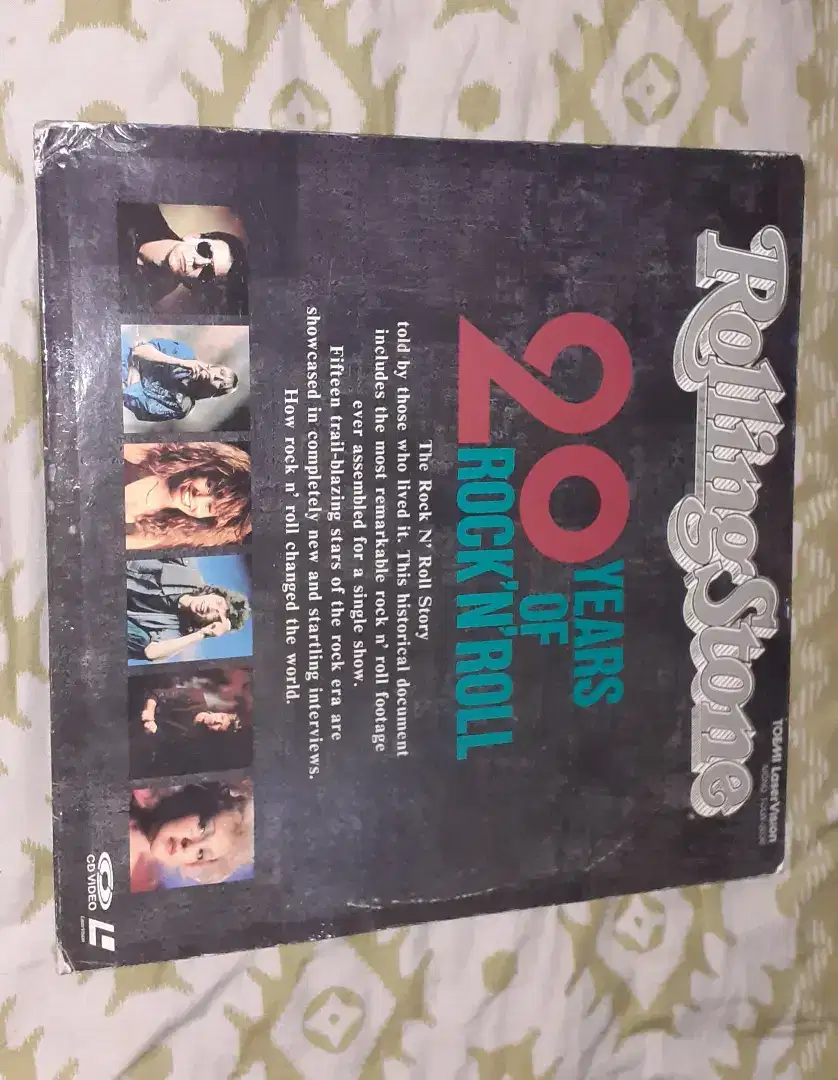 TOEMI LaserVision
Rolling Stone
20 YEARS
OF
ROCK 'N' ROLL
The Rock N' Roll Story
told by those who lived it. This historical document
includes the most remarkable rock n' roll footage
ever assembled for a single show.
Fifteen trail-blazing stars of the rock era are
showcased in completely new and startling interviews.
How rock n' roll changed the world.
CD VIDEO
LaserVision